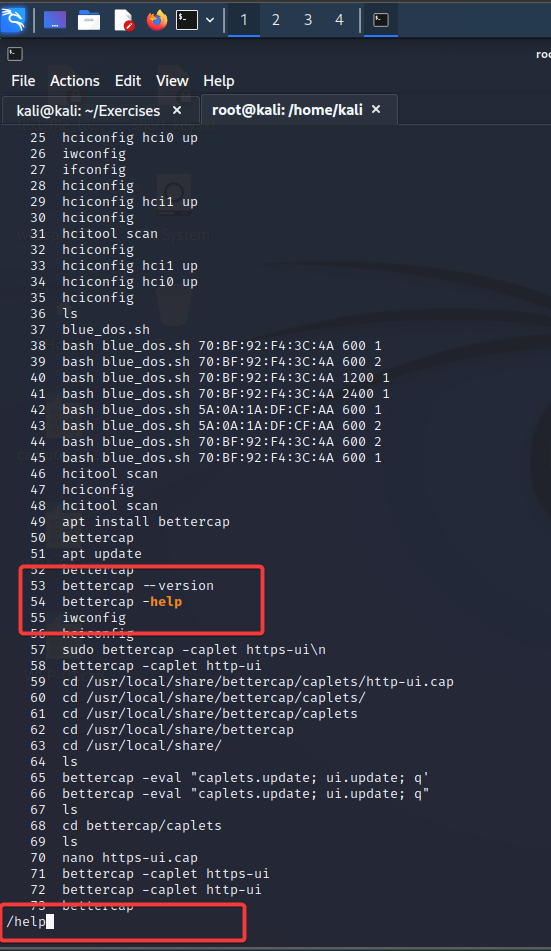 1 2 3 4
roo
File Actions Edit View Help
kali@kali: ~/Exercises × root@kali: /home/kali ×
25 hciconfig hci0 up
26 iwconfig
27 ifconfig
28 hciconfig
29 hciconfig hci1 up
30 hciconfig
31 hcitool scan
32 hciconfig
33 hciconfig hci1 up
34 hciconfig hci0 up
35 hciconfig
36 ls
37 blue_dos.sh
38 bash blue_dos.sh 70:BF:92:F4:3C:4A 600 1
39 bash blue_dos.sh 70:BF:92:F4:3C:4A 600 2
40 bash blue_dos.sh 70:BF:92:F4:3C:4A 1200 1
41 bash blue_dos.sh 70:BF:92:F4:3C:4A 2400 1
42 bash blue_dos.sh 5A:0A:1A:DF:CF:AA 600 1
43 bash blue_dos.sh 5A:0A:1A:DF:CF:AA 600 2
44 bash blue_dos.sh 70:BF:92:F4:3C:4A 600 2
45 bash blue_dos.sh 70:BF:92:F4:3C:4A 600 1
46 hcitool scan
47 hciconfig
48 hcitool scan
49 apt install bettercap
50 bettercap
51 apt update
52 bettercap
53 bettercap --version
54 bettercap -help
55 iwconfig
56 hciconfig
57 sudo bettercap -caplet https-ui\n
58 bettercap -caplet http-ui
59 cd /usr/local/share/bettercap/caplets/http-ui.cap
60 cd /usr/local/share/bettercap/caplets/
61 cd /usr/local/share/bettercap/caplets
62 cd /usr/local/share/bettercap
63 cd /usr/local/share/
64 ls
65 bettercap -eval "caplets.update; ui.update; q'
66 bettercap -eval "caplets.update; ui.update; q"
67 ls
68 cd bettercap/caplets
69 ls
70 nano https-ui.cap
71 bettercap -caplet https-ui
72 bettercap -caplet http-ui
73 bettercap
/help